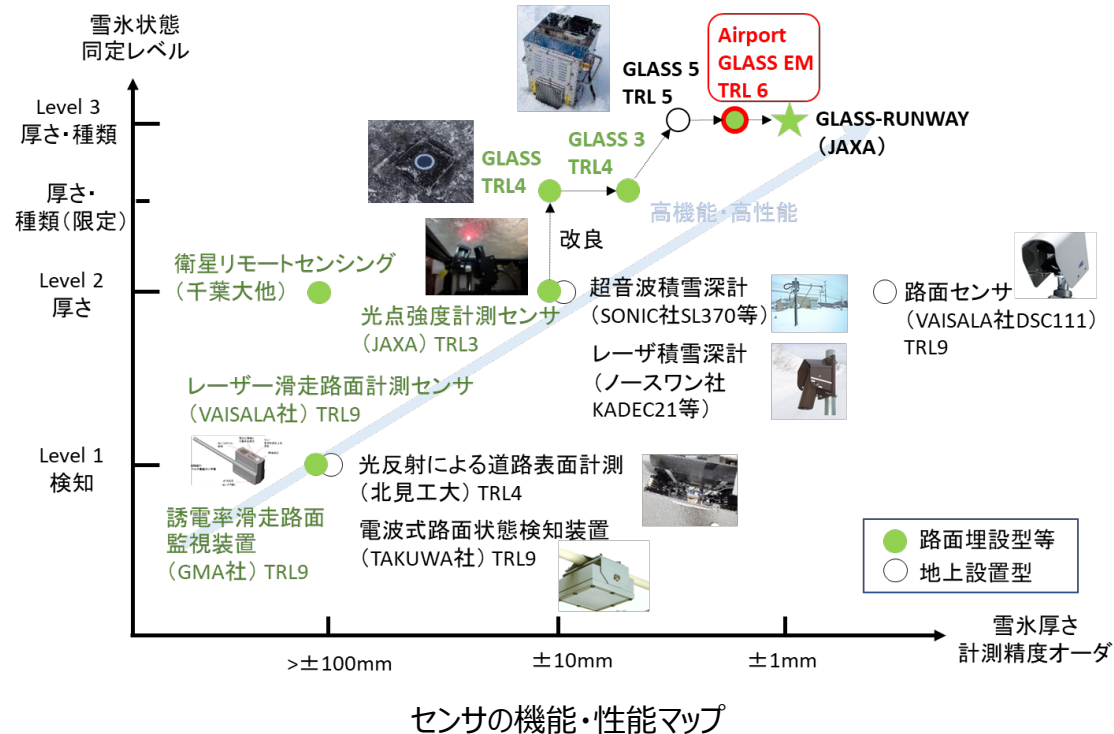 雪氷状態
同定レベル
Level 3
厚さ・種類
厚さ・
種類(限定)
Level 2
厚さ
Level 1
検知
Airport
GLASS EM
TRL 6
GLASS 5
TRL 5
GLASS-RUNWAY
(JAXA)
GLASS 3
TRL4
GLASS
TRL4
高機能・高性能
改良
衛星リモートセンシング
(千葉大他)
光点強度計測センサ
(JAXA) TRL3
超音波積雪深計
(SONIC社SL370等)
レーザ積雪深計
(ノースワン社
KADEC21等)
路面センサ
(VAISALA社DSC111)
TRL9
レーザー滑走路面計測センサ
(VAISALA社) TRL9
光反射による道路表面計測
(北見工大) TRL4
誘電率滑走路面
監視装置
(GMA社) TRL9
電波式路面状態検知装置
(TAKUWA社) TRL9
路面埋設型等
地上設置型
>±100mm
±10mm
±1mm
雪氷厚さ
計測精度オーダ
センサの機能・性能マップ